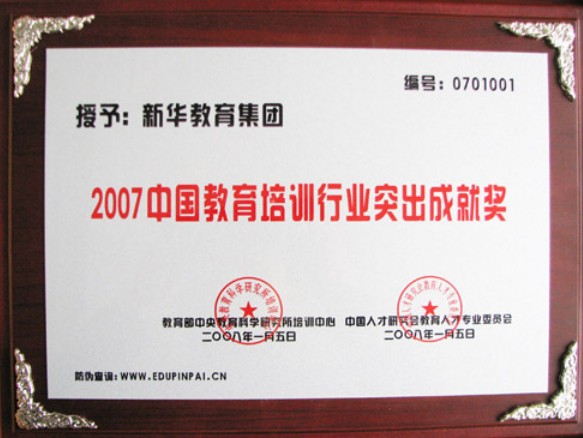 编号：0701001
授予：新华教育集团
2007中国教育培训行业突出成就奖
教育部中央教育科学研究所培训中心 中国人才研究会教育人才专业委员会
二〇〇八年一月五日 二〇〇八年一月五日
防伪查询：WWW.EDUPINPAI.CN